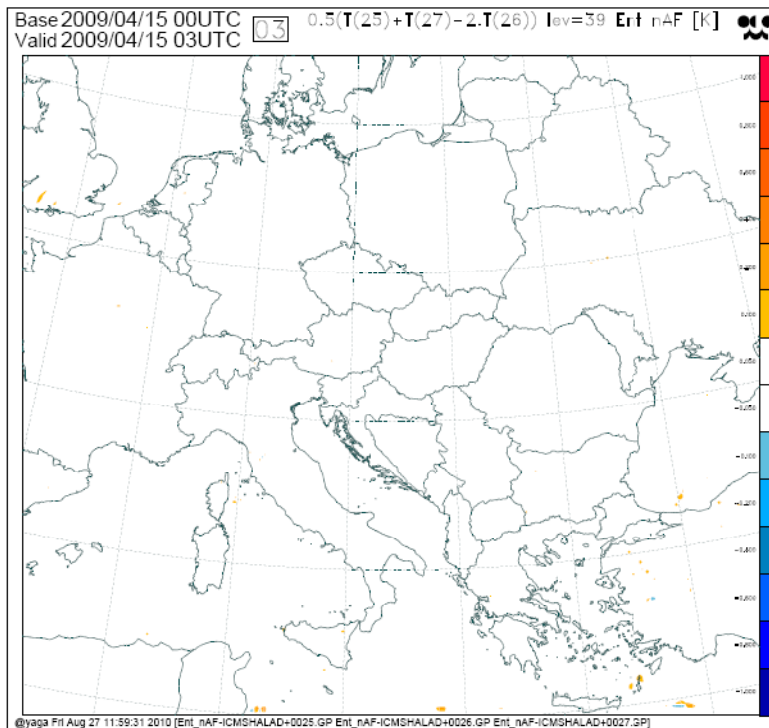 Base 2009/04/15 00UTC 03 0.5(T(25)+T(27)-2.T(26)) lev=39 Ent nAF [K]
Valid 2009/04/15 03UTC
@yaga Fri Aug 27 11:59:31 2010 [Ent_nAF-ICMSHALAD+0025.GP Ent_nAF-ICMSHALAD+0026.GP Ent_nAF-ICMSHALAD+0027.GP]